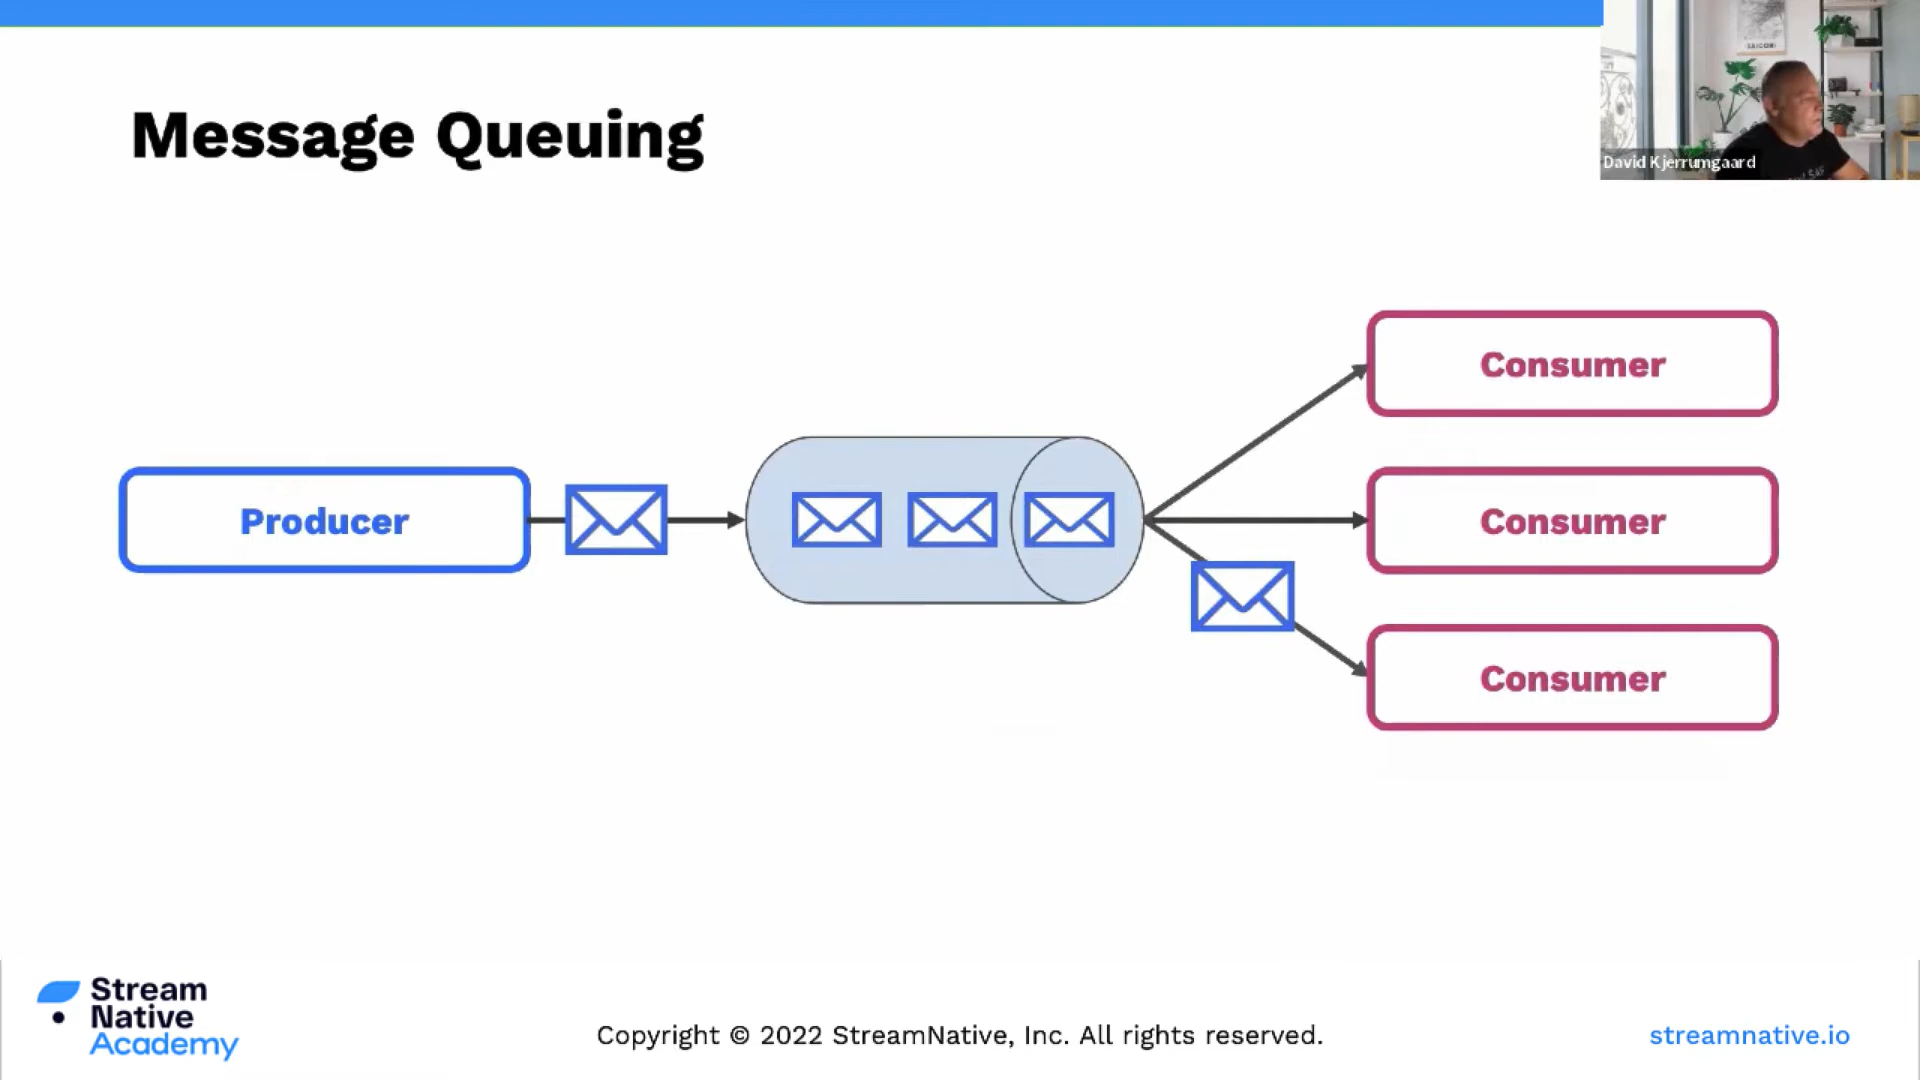 Message Queuing
SAIGON
David Kjerrumgaard
Consumer
Producer
Consumer
Consumer
Stream
Native
Academy
Copyright © 2022 StreamNative, Inc. All rights reserved.
streamnative.io